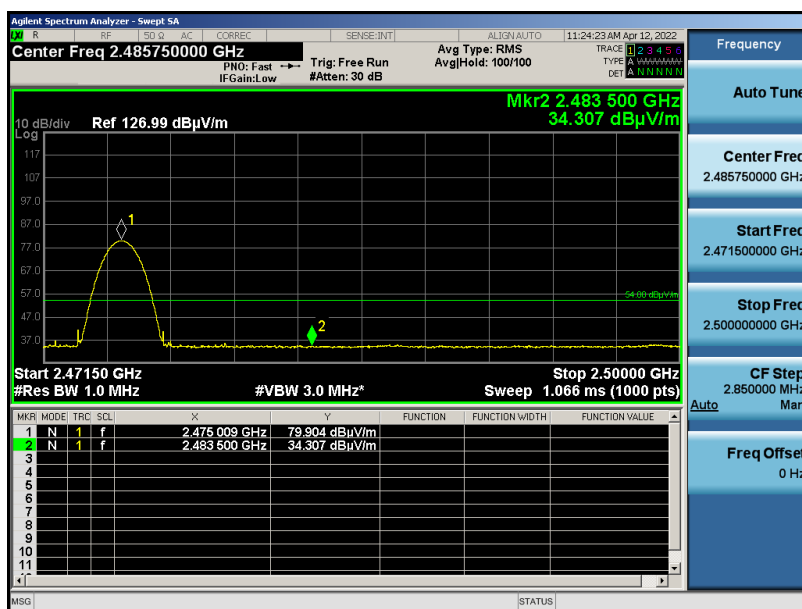 Agilent Spectrum Analyzer - Swept SA
LXI R RF 50 Ω AC CORREC SENSE:INT ALIGN AUTO 11:24:23 AM Apr 12, 2022
Center Freq 2.485750000 GHz
PNO: Fast
IFGain:Low
Trig: Free Run
#Atten: 30 dB
Avg Type: RMS
Avg|Hold: 100/100
TRACE 1 2 3 4 5 6
TYPE A WWWWW
DET A N N N N N
Mkr2 2.483 500 GHz
34.307 dBµV/m
10 dB/div
Log
Ref 126.99 dBµV/m
117
107
97.0
87.0
77.0
67.0
57.0
47.0
37.0
1
2
54.00 dBµV/m
Start 2.47150 GHz
Stop 2.50000 GHz
#Res BW 1.0 MHz
#VBW 3.0 MHz*
Sweep 1.066 ms (1000 pts)
MKR MODE TRC SCL X Y FUNCTION FUNCTION WIDTH FUNCTION VALUE
1 N 1 f 2.475 009 GHz 79.904 dBµV/m
2 N 1 f 2.483 500 GHz 34.307 dBµV/m
3
4
5
6
7
8
9
10
11
MSG
STATUS
Frequency
Auto Tune
Center Freq
2.485750000 GHz
Start Freq
2.471500000 GHz
Stop Freq
2.500000000 GHz
CF Step
2.850000 MHz
Auto Man
Freq Offset
0 Hz